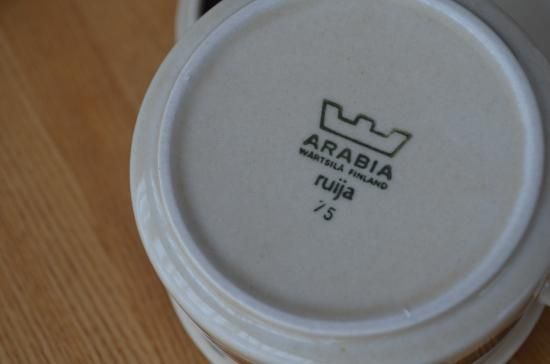 ARABIA
WÄRTSILÄ FINLAND
ruija
75